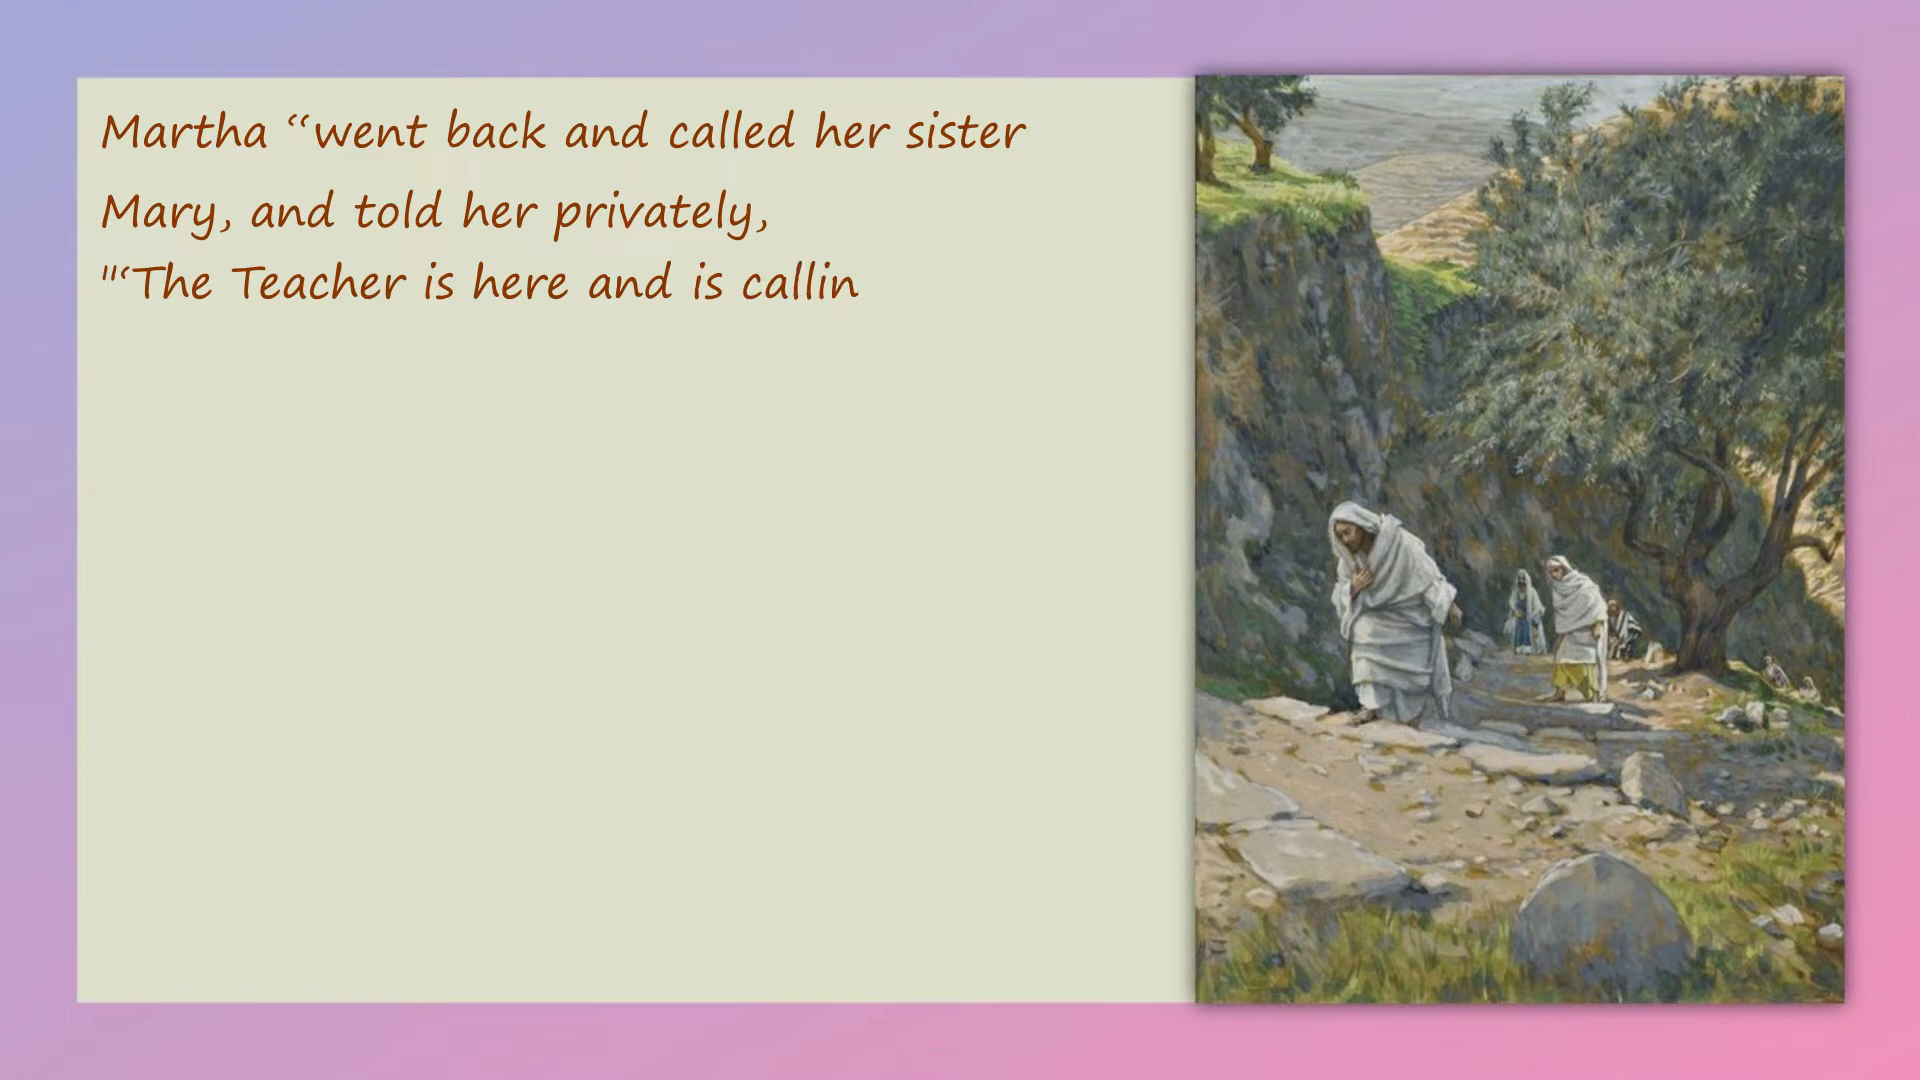 Martha “went back and called her sister
Mary, and told her privately,
"‘The Teacher is here and is callin